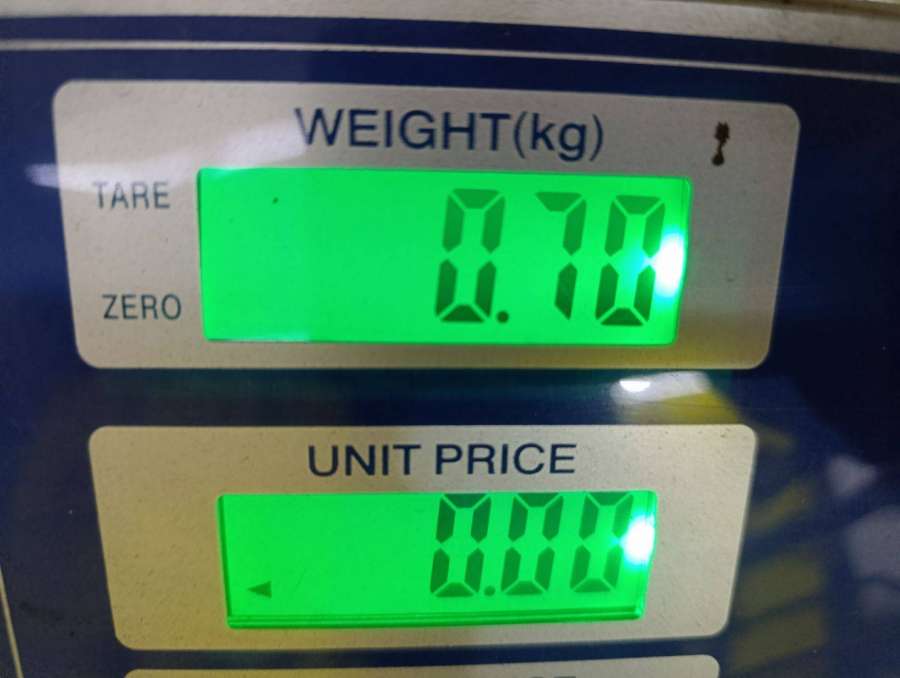 WEIGHT(kg)
TARE
0.70
ZERO
UNIT PRICE
0.00